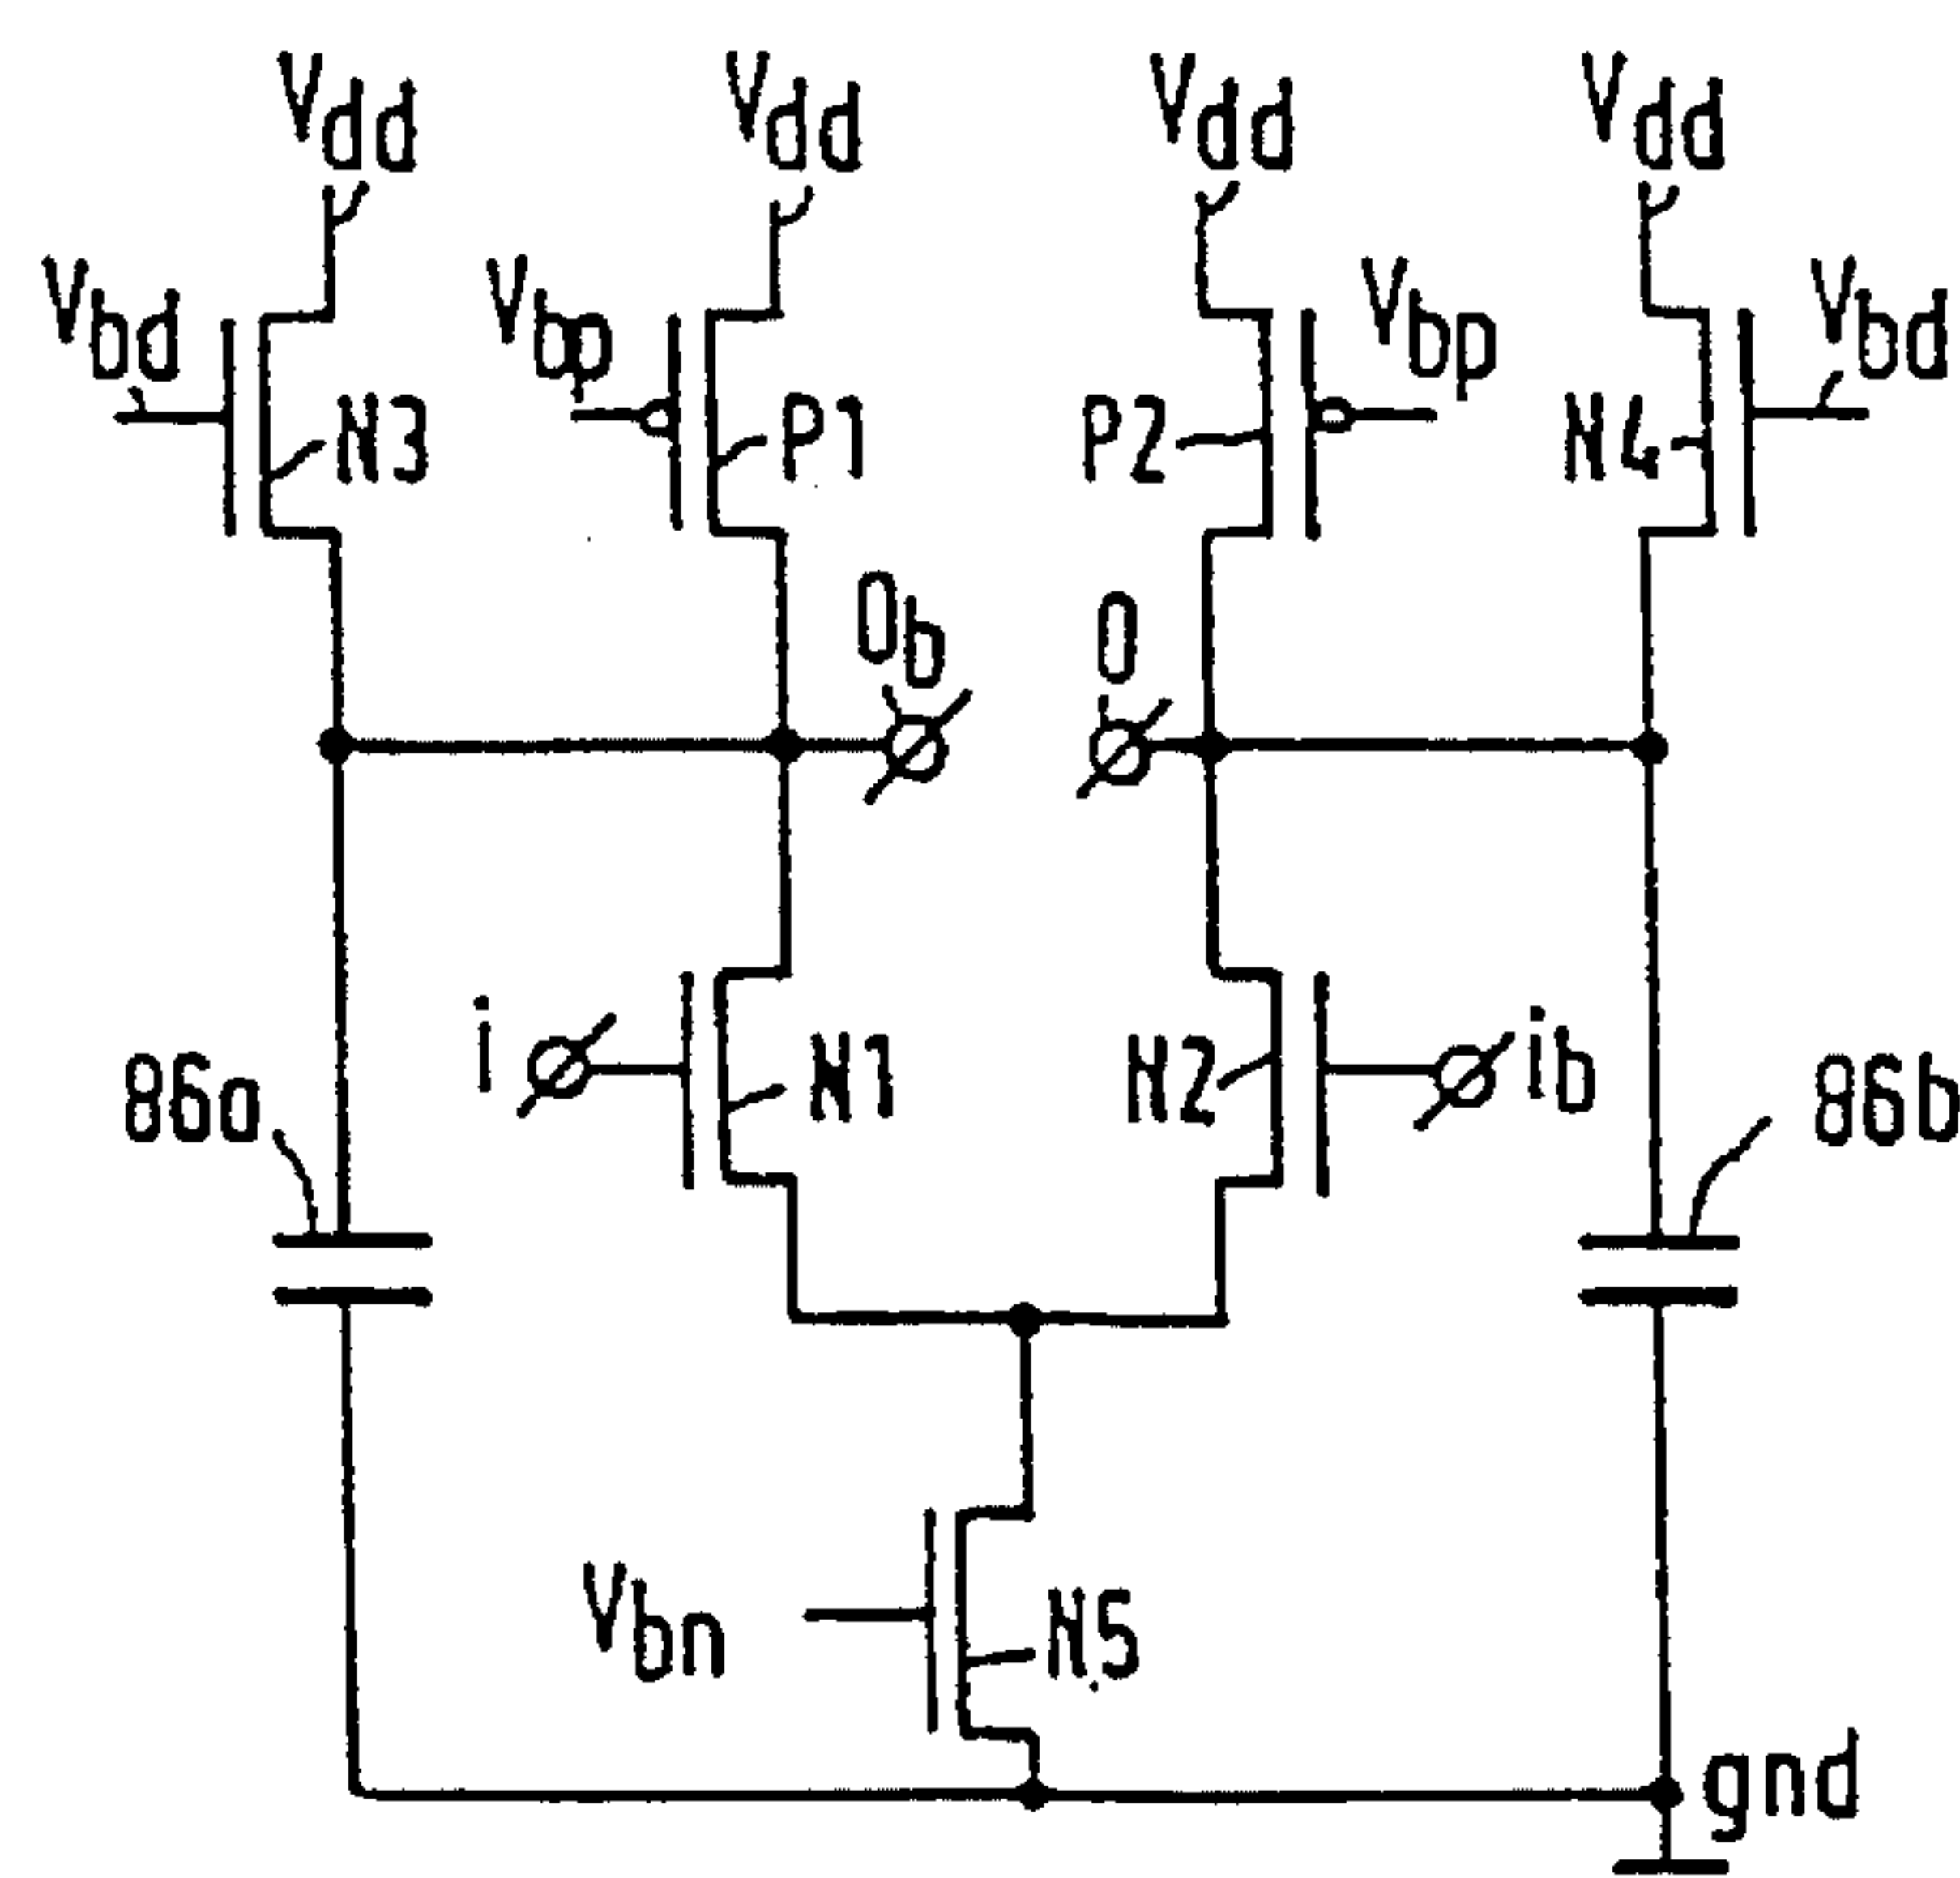 Vdd Vdd Vdd Vdd
Vbd Vbp Vbp Vbd
N3 P1 P2 N4
Ob O
i N1 N2 ib
86a 86b
Vbn N5
gnd